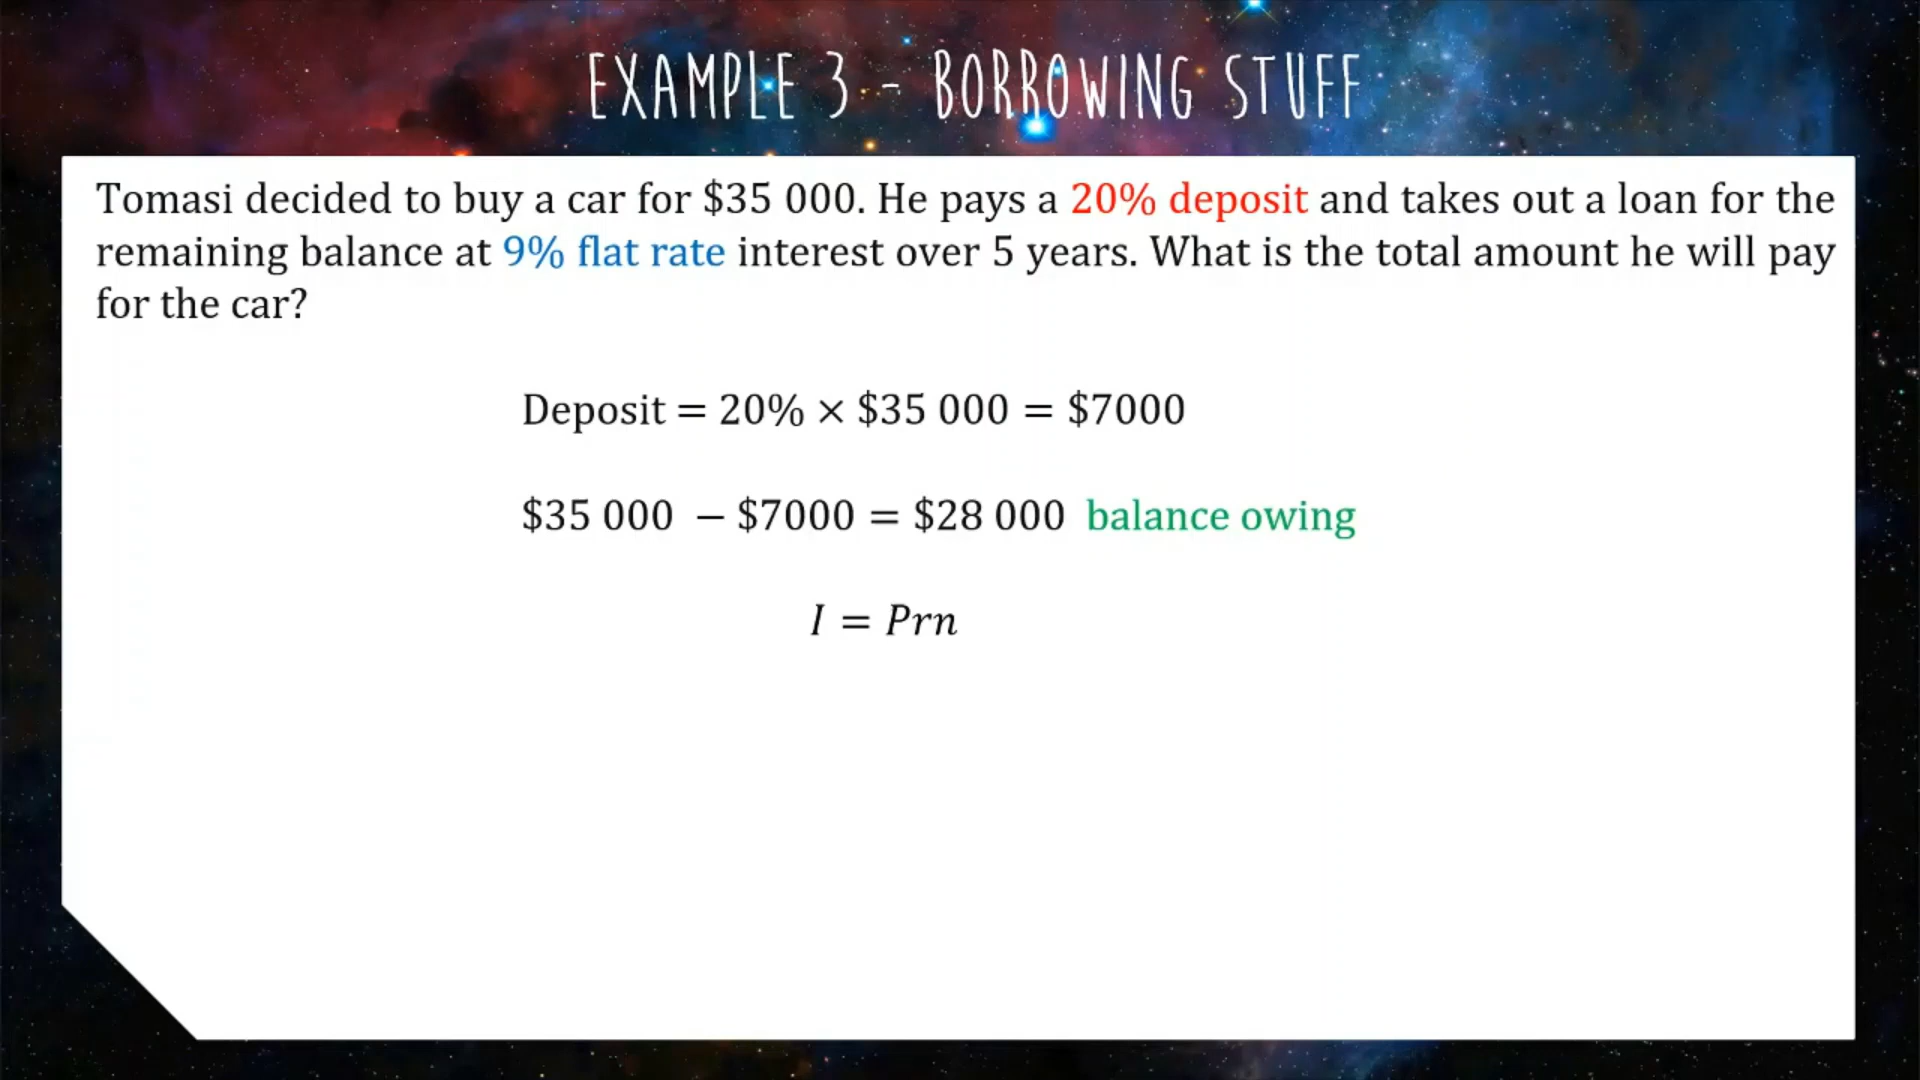 EXAMPLE 3 - BORROWING STUFF
Tomasi decided to buy a car for $35 000. He pays a 20% deposit and takes out a loan for the
remaining balance at 9% flat rate interest over 5 years. What is the total amount he will pay
for the car?
Deposit = 20% × $35 000 = $7000
$35 000 − $7000 = $28 000 balance owing
I = Prn